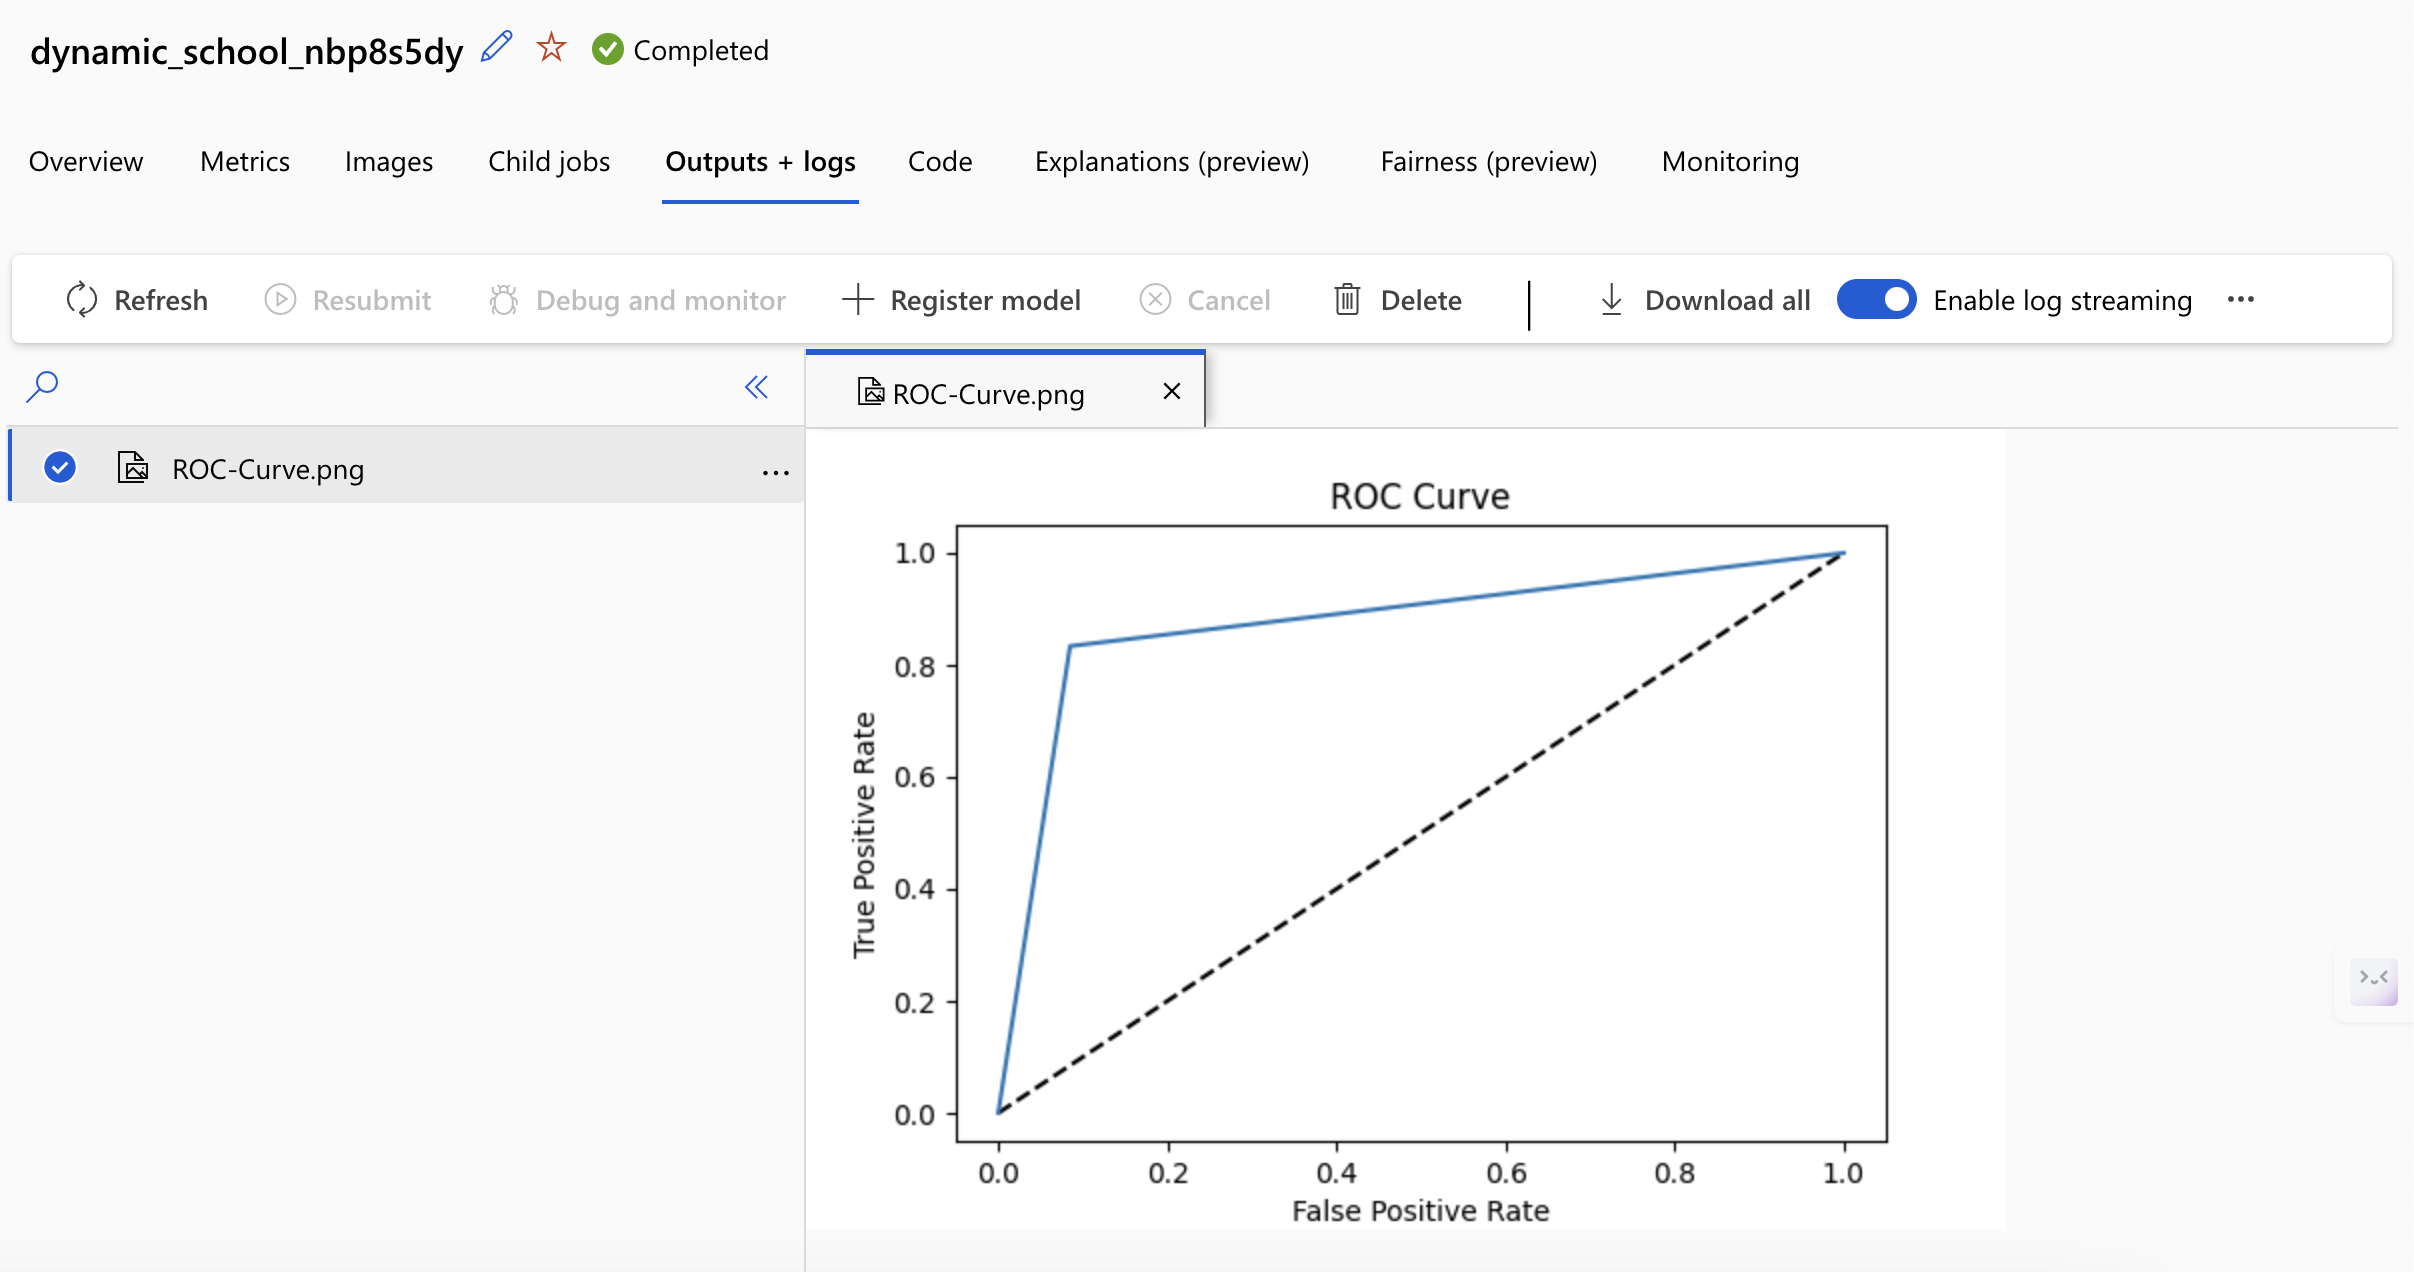 dynamic_school_nbp8s5dy Completed
Overview Metrics Images Child jobs Outputs + logs Code Explanations (preview) Fairness (preview) Monitoring
Refresh Resubmit Debug and monitor Register model Cancel Delete Download all Enable log streaming ...
ROC-Curve.png
ROC-Curve.png ...
ROC Curve
1.0
0.8
0.6
0.4
0.2
0.0
True Positive Rate
0.0 0.2 0.4 0.6 0.8 1.0
False Positive Rate